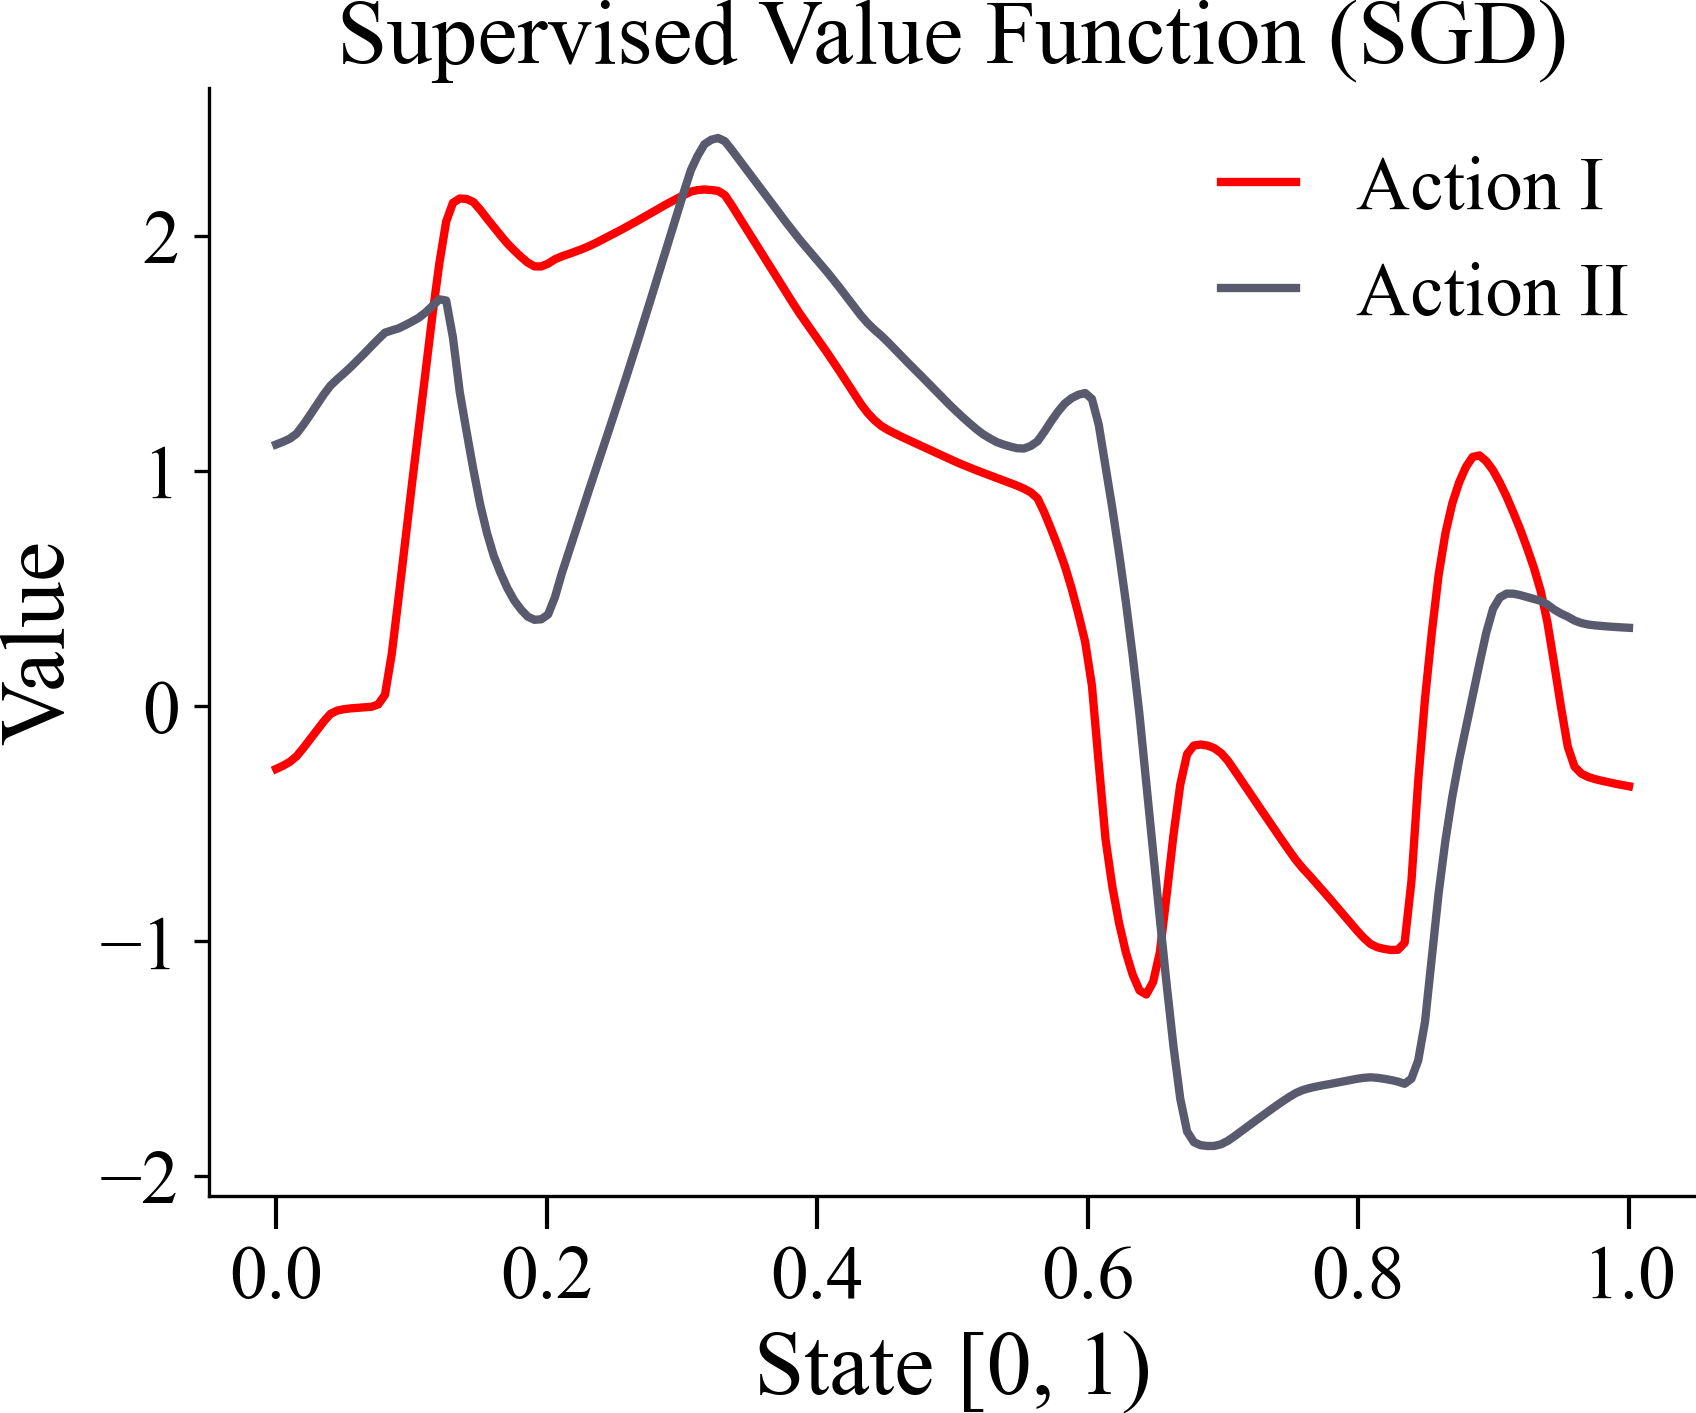 Supervised Value Function (SGD)
Action I
Action II
Value
2
1
0
−1
−2
0.0 0.2 0.4 0.6 0.8 1.0
State [0, 1)